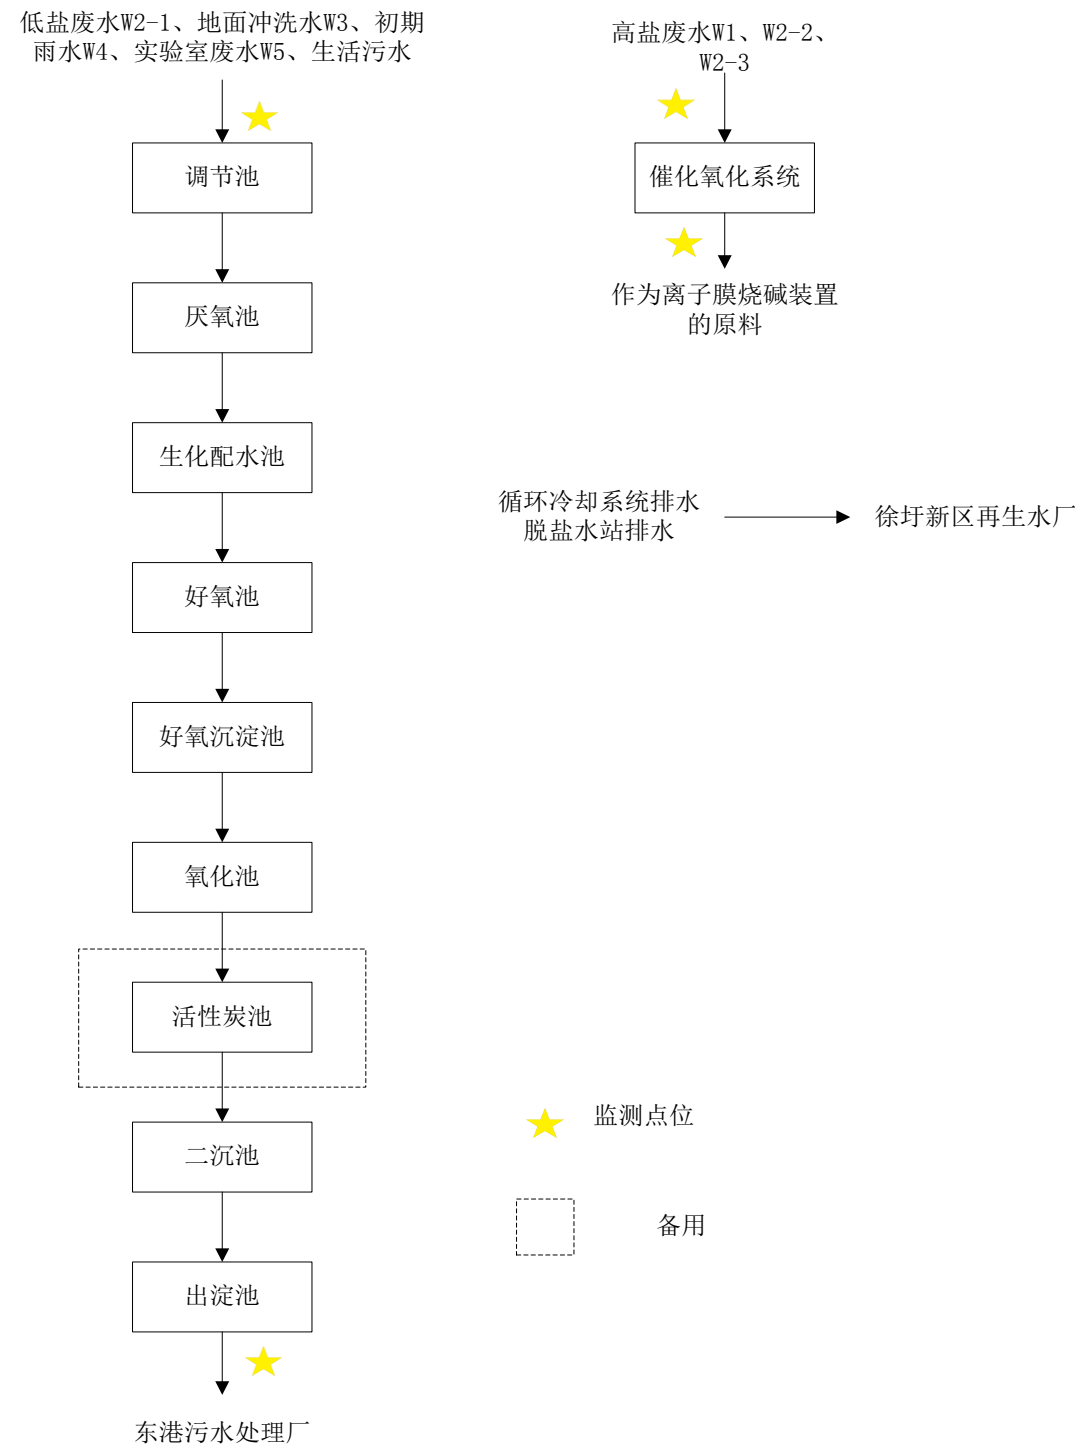 低盐废水W2-1、地面冲洗水W3、初期
雨水W4、实验室废水W5、生活污水
调节池
厌氧池
生化配水池
好氧池
好氧沉淀池
氧化池
活性炭池
二沉池
出淀池
东港污水处理厂
高盐废水W1、W2-2、
W2-3
催化氧化系统
作为离子膜烧碱装置
的原料
循环冷却系统排水
脱盐水站排水
徐圩新区再生水厂
监测点位
备用